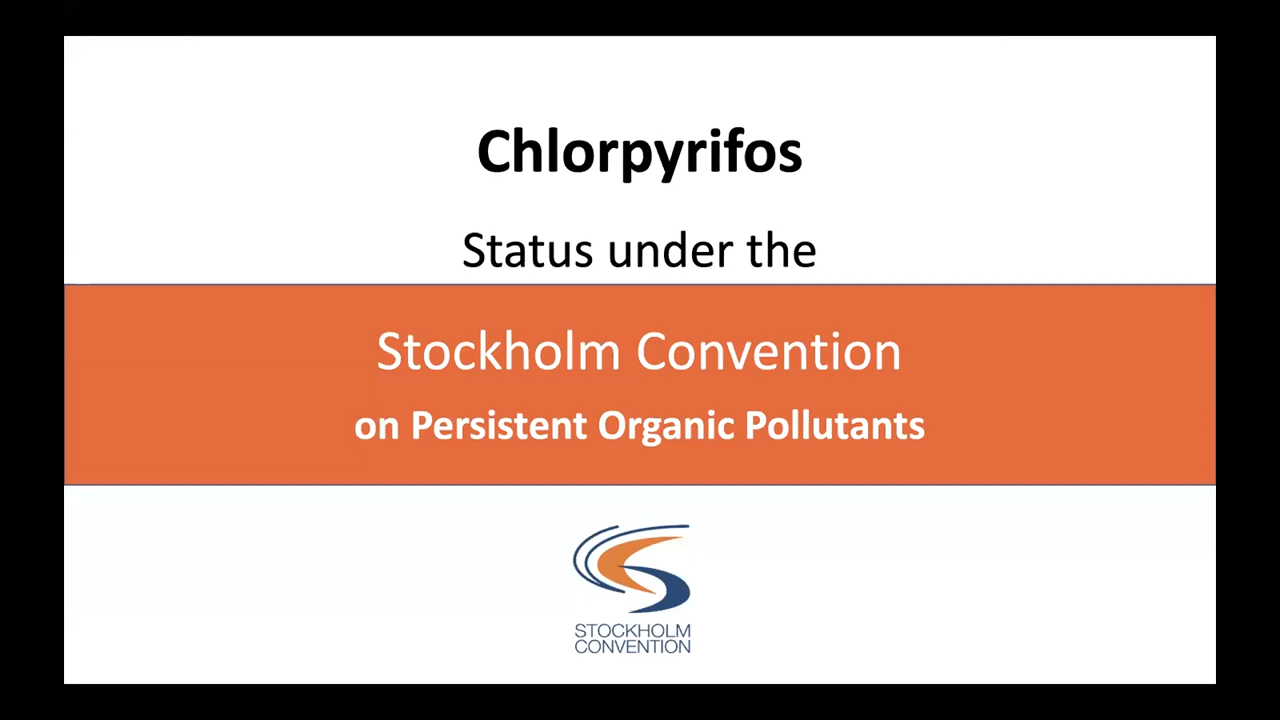 Chlorpyrifos
Status under the
Stockholm Convention
on Persistent Organic Pollutants
STOCKHOLM
CONVENTION